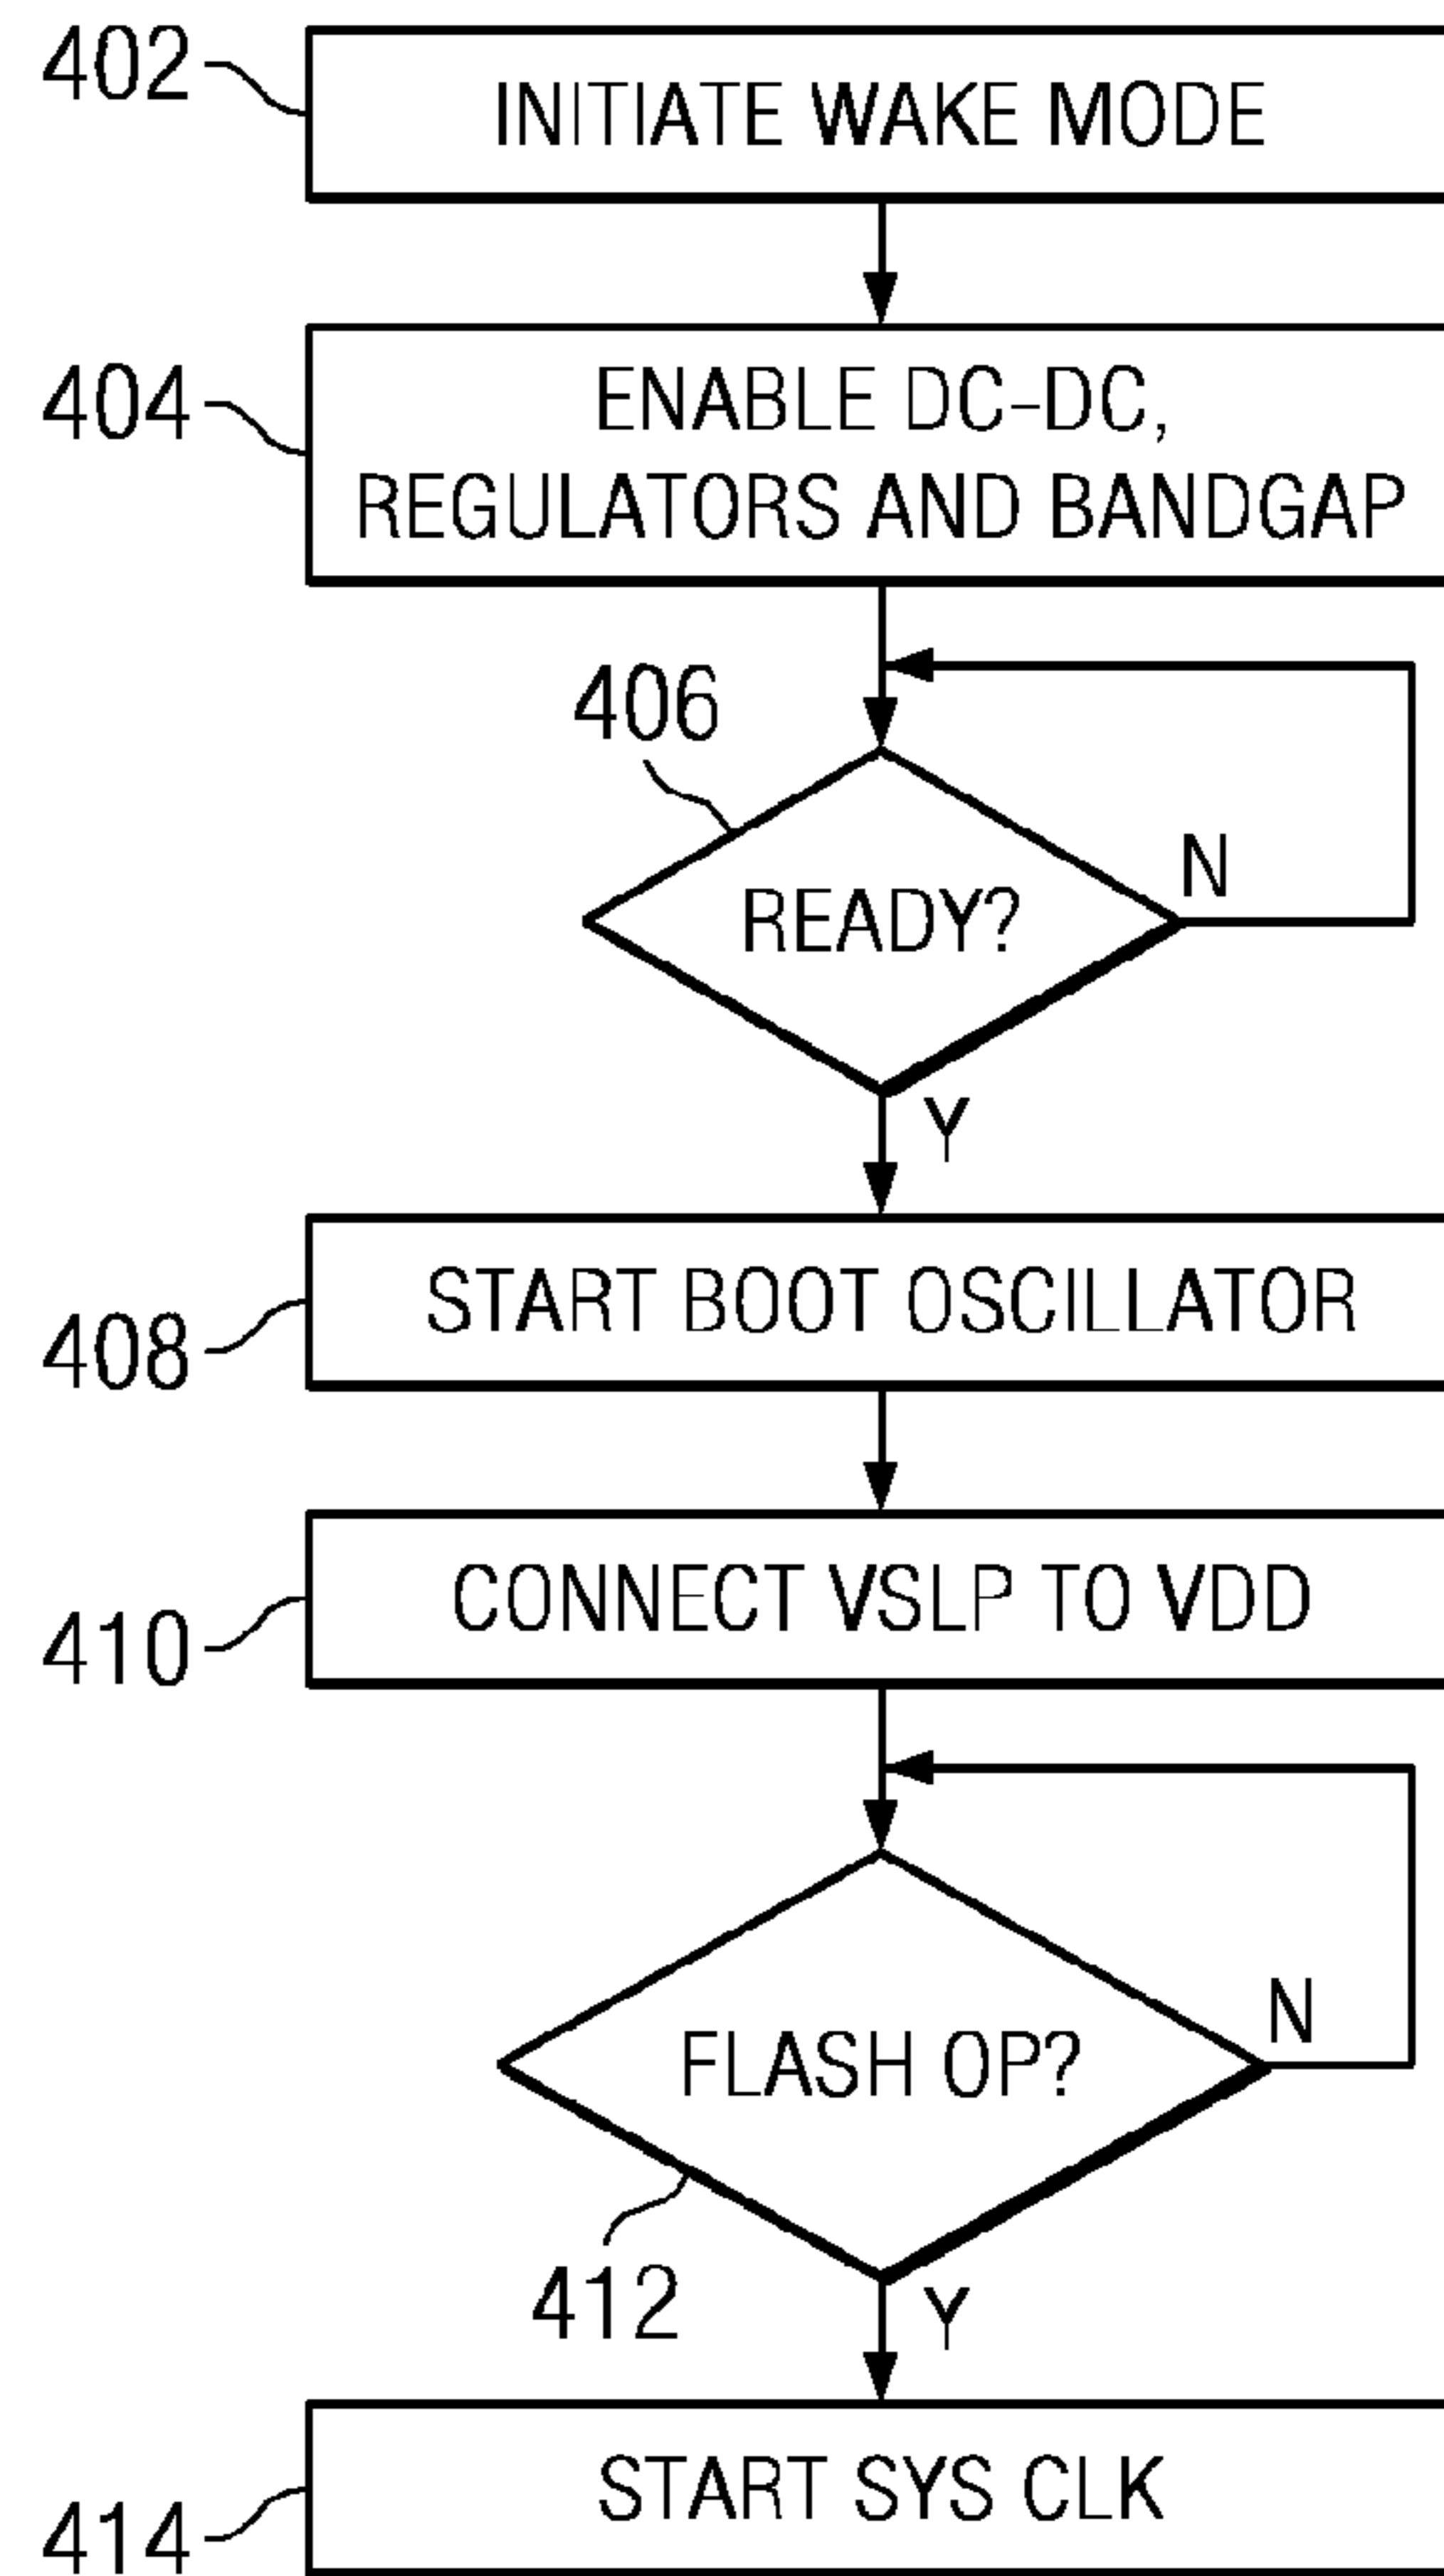 402
INITIATE WAKE MODE
404
ENABLE DC-DC,
REGULATORS AND BANDGAP
406
READY?
N
Y
START BOOT OSCILLATOR
408
CONNECT VSLP TO VDD
410
FLASH OP?
N
412
Y
START SYS CLK
414